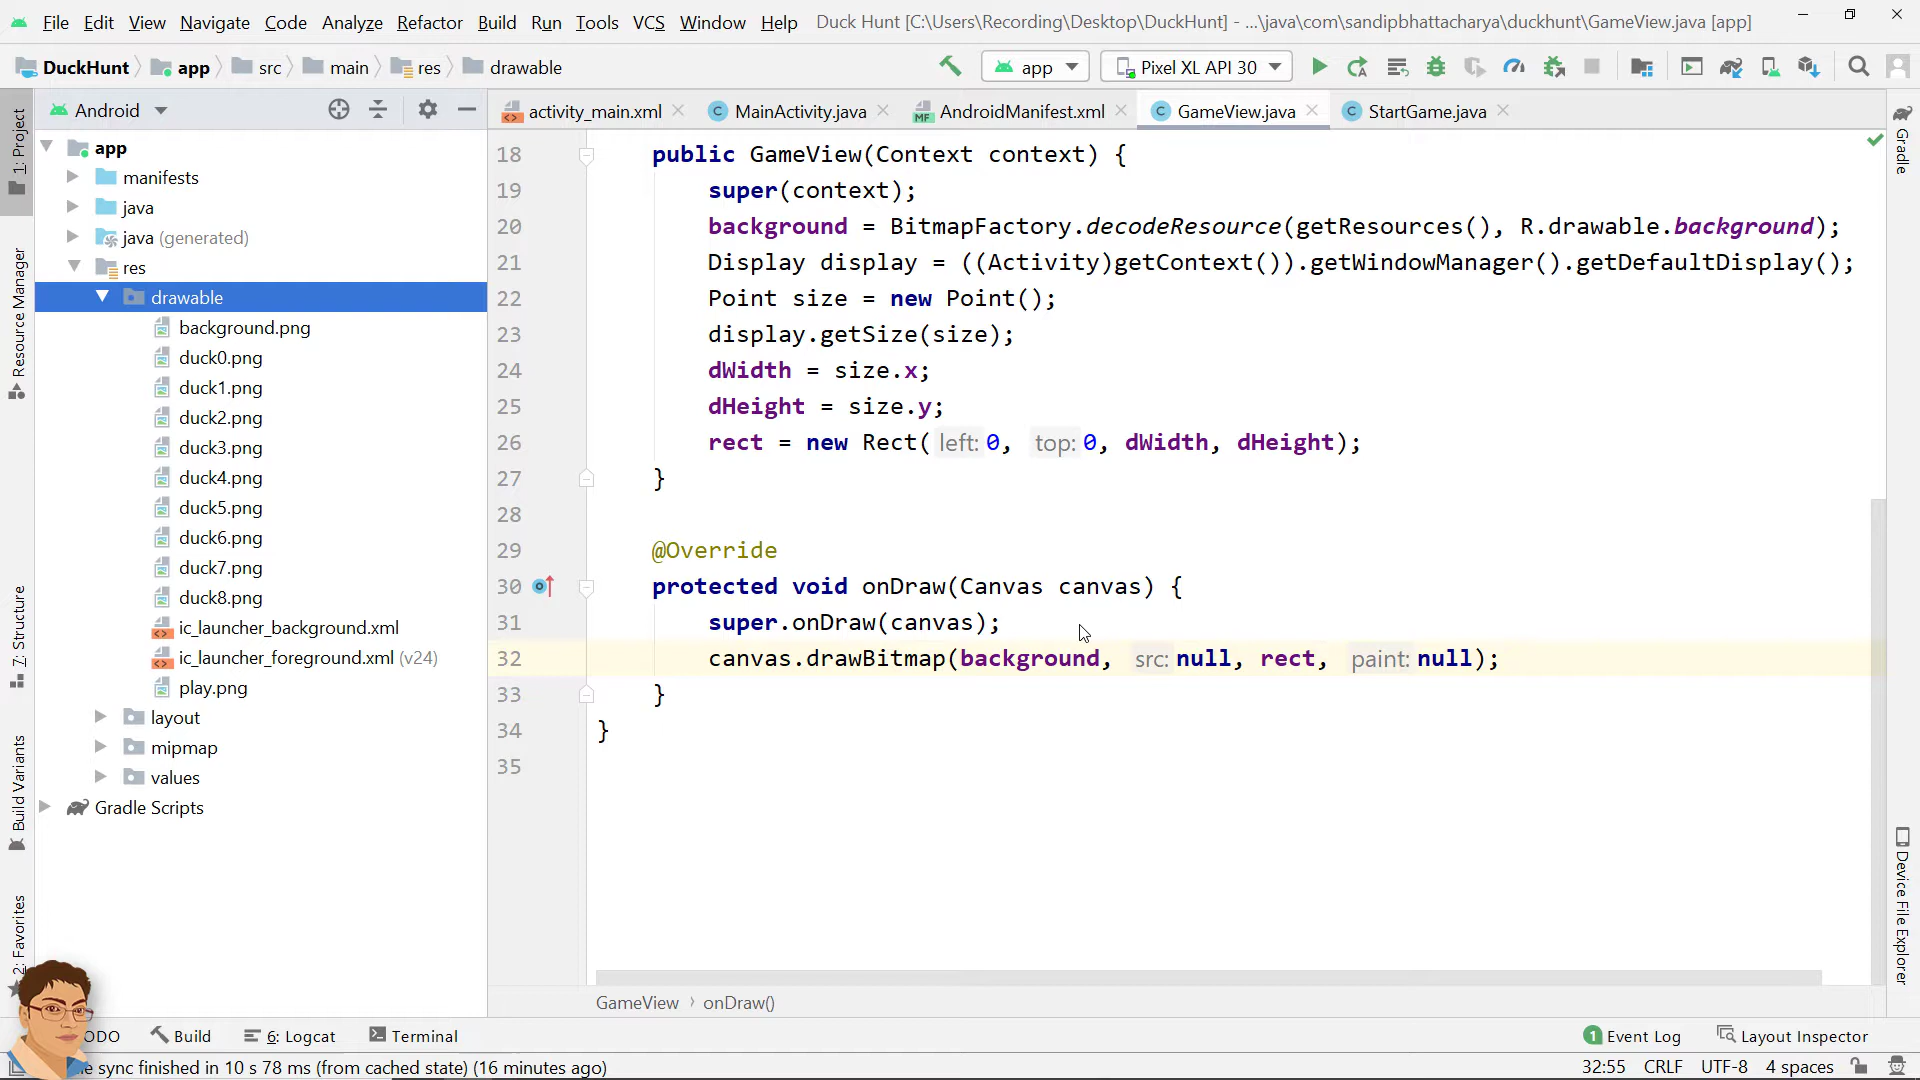 File Edit View Navigate Code Analyze Refactor Build Run Tools VCS Window Help Duck Hunt [C:\Users\Recording\Desktop\DuckHunt] - ...\java\com\sandipbhattacharya\duckhunt\GameView.java [app]
DuckHunt app src main res drawable app Pixel XL API 30
Android activity_main.xml MainActivity.java AndroidManifest.xml GameView.java StartGame.java
1: Project
Resource Manager
7: Structure
Build Variants
2: Favorites
app
manifests
java
java (generated)
res
drawable
background.png
duck0.png
duck1.png
duck2.png
duck3.png
duck4.png
duck5.png
duck6.png
duck7.png
duck8.png
ic_launcher_background.xml
ic_launcher_foreground.xml (v24)
play.png
layout
mipmap
values
Gradle Scripts
18 public GameView(Context context) {
19 super(context);
20 background = BitmapFactory.decodeResource(getResources(), R.drawable.background);
21 Display display = ((Activity)getContext()).getWindowManager().getDefaultDisplay();
22 Point size = new Point();
23 display.getSize(size);
24 dWidth = size.x;
25 dHeight = size.y;
26 rect = new Rect( left: 0, top: 0, dWidth, dHeight);
27 }
28
29 @Override
30 protected void onDraw(Canvas canvas) {
31 super.onDraw(canvas);
32 canvas.drawBitmap(background, src: null, rect, paint: null);
33 }
34 }
35
Gradle
Device File Explorer
GameView onDraw()
ODO Build 6: Logcat Terminal 1 Event Log Layout Inspector
e sync finished in 10 s 78 ms (from cached state) (16 minutes ago) 32:55 CRLF UTF-8 4 spaces